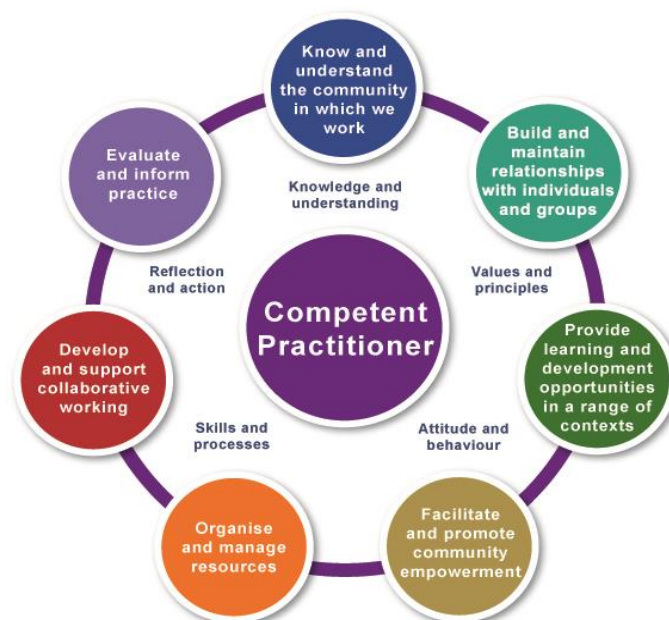 Know and
understand
the community
in which we
work
Build and
maintain
relationships
with individuals
and groups
Provide
learning and
development
opportunities
in a range of
contexts
Facilitate
and promote
community
empowerment
Organise
and manage
resources
Develop
and support
collaborative
working
Evaluate
and inform
practice
Knowledge and
understanding
Values and
principles
Attitude and
behaviour
Skills and
processes
Reflection
and action
Competent
Practitioner